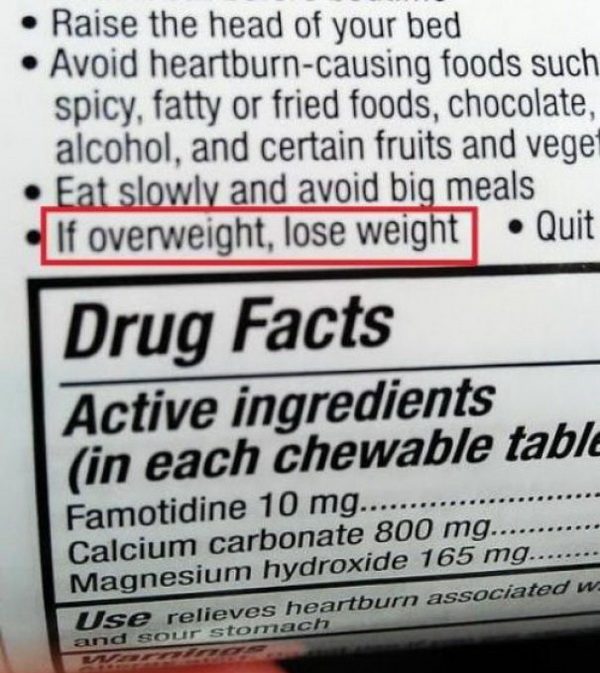 • Raise the head of your bed
• Avoid heartburn-causing foods such
spicy, fatty or fried foods, chocolate,
alcohol, and certain fruits and
• Eat slowly and avoid big meals
• If overweight, lose weight • Quit
Drug Facts
Active ingredients
(in each chewable
Famotidine 10 mg..................
Calcium carbonate 800 mg............
Magnesium hydroxide 165 mg........
Use relieves heartburn associated
and sour stomach
Warnings